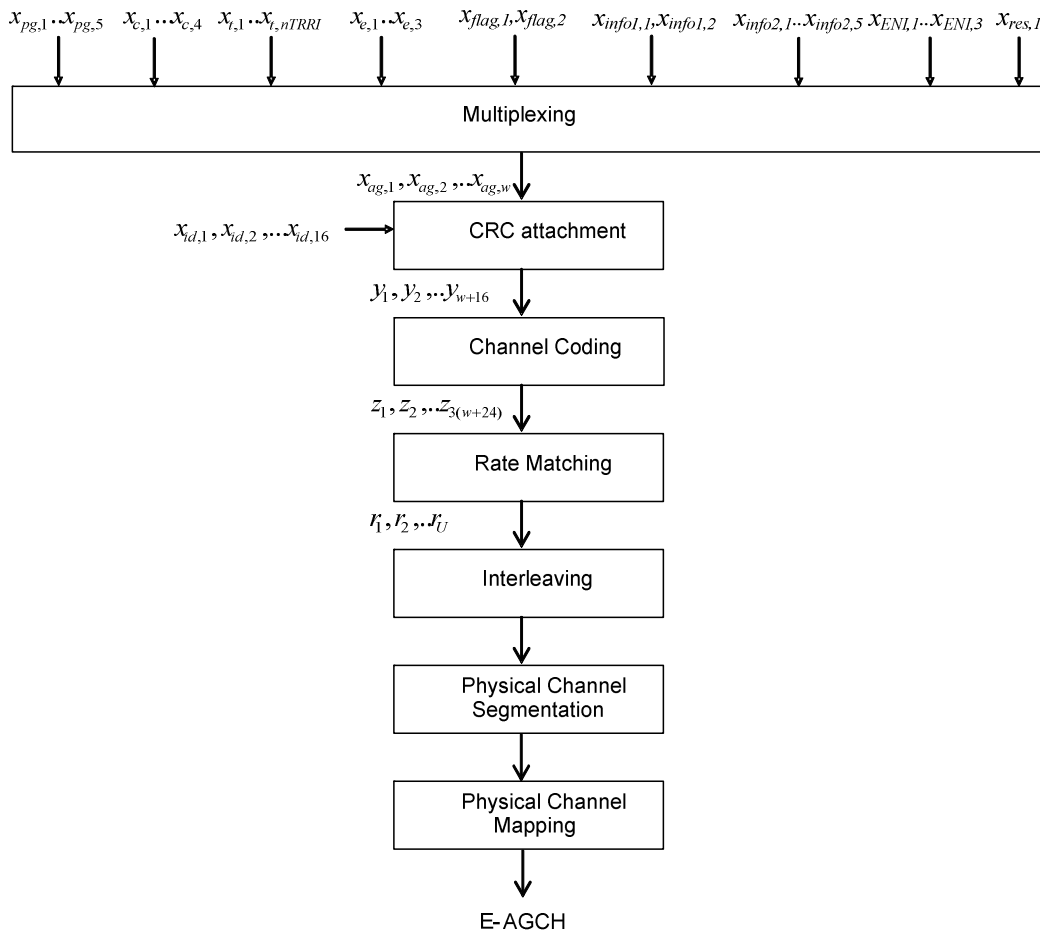 x_{pg,1}..x_{pg,5} x_{c,1}..x_{c,4} x_{t,1}..x_{t,nTRRI} x_{e,1}..x_{e,3} x_{flag,1},x_{flag,2} x_{info1,1},x_{info1,2} x_{info2,1}..x_{info2,5} x_{ENI,1}..x_{ENI,3} x_{res,1}
Multiplexing
x_{ag,1},x_{ag,2},..x_{ag,w}
x_{id,1},x_{id,2},...x_{id,16}
CRC attachment
y_1,y_2,..y_{w+16}
Channel Coding
z_1,z_2,..z_{3(w+24)}
Rate Matching
r_1,r_2,..r_U
Interleaving
Physical Channel
Segmentation
Physical Channel
Mapping
E-AGCH